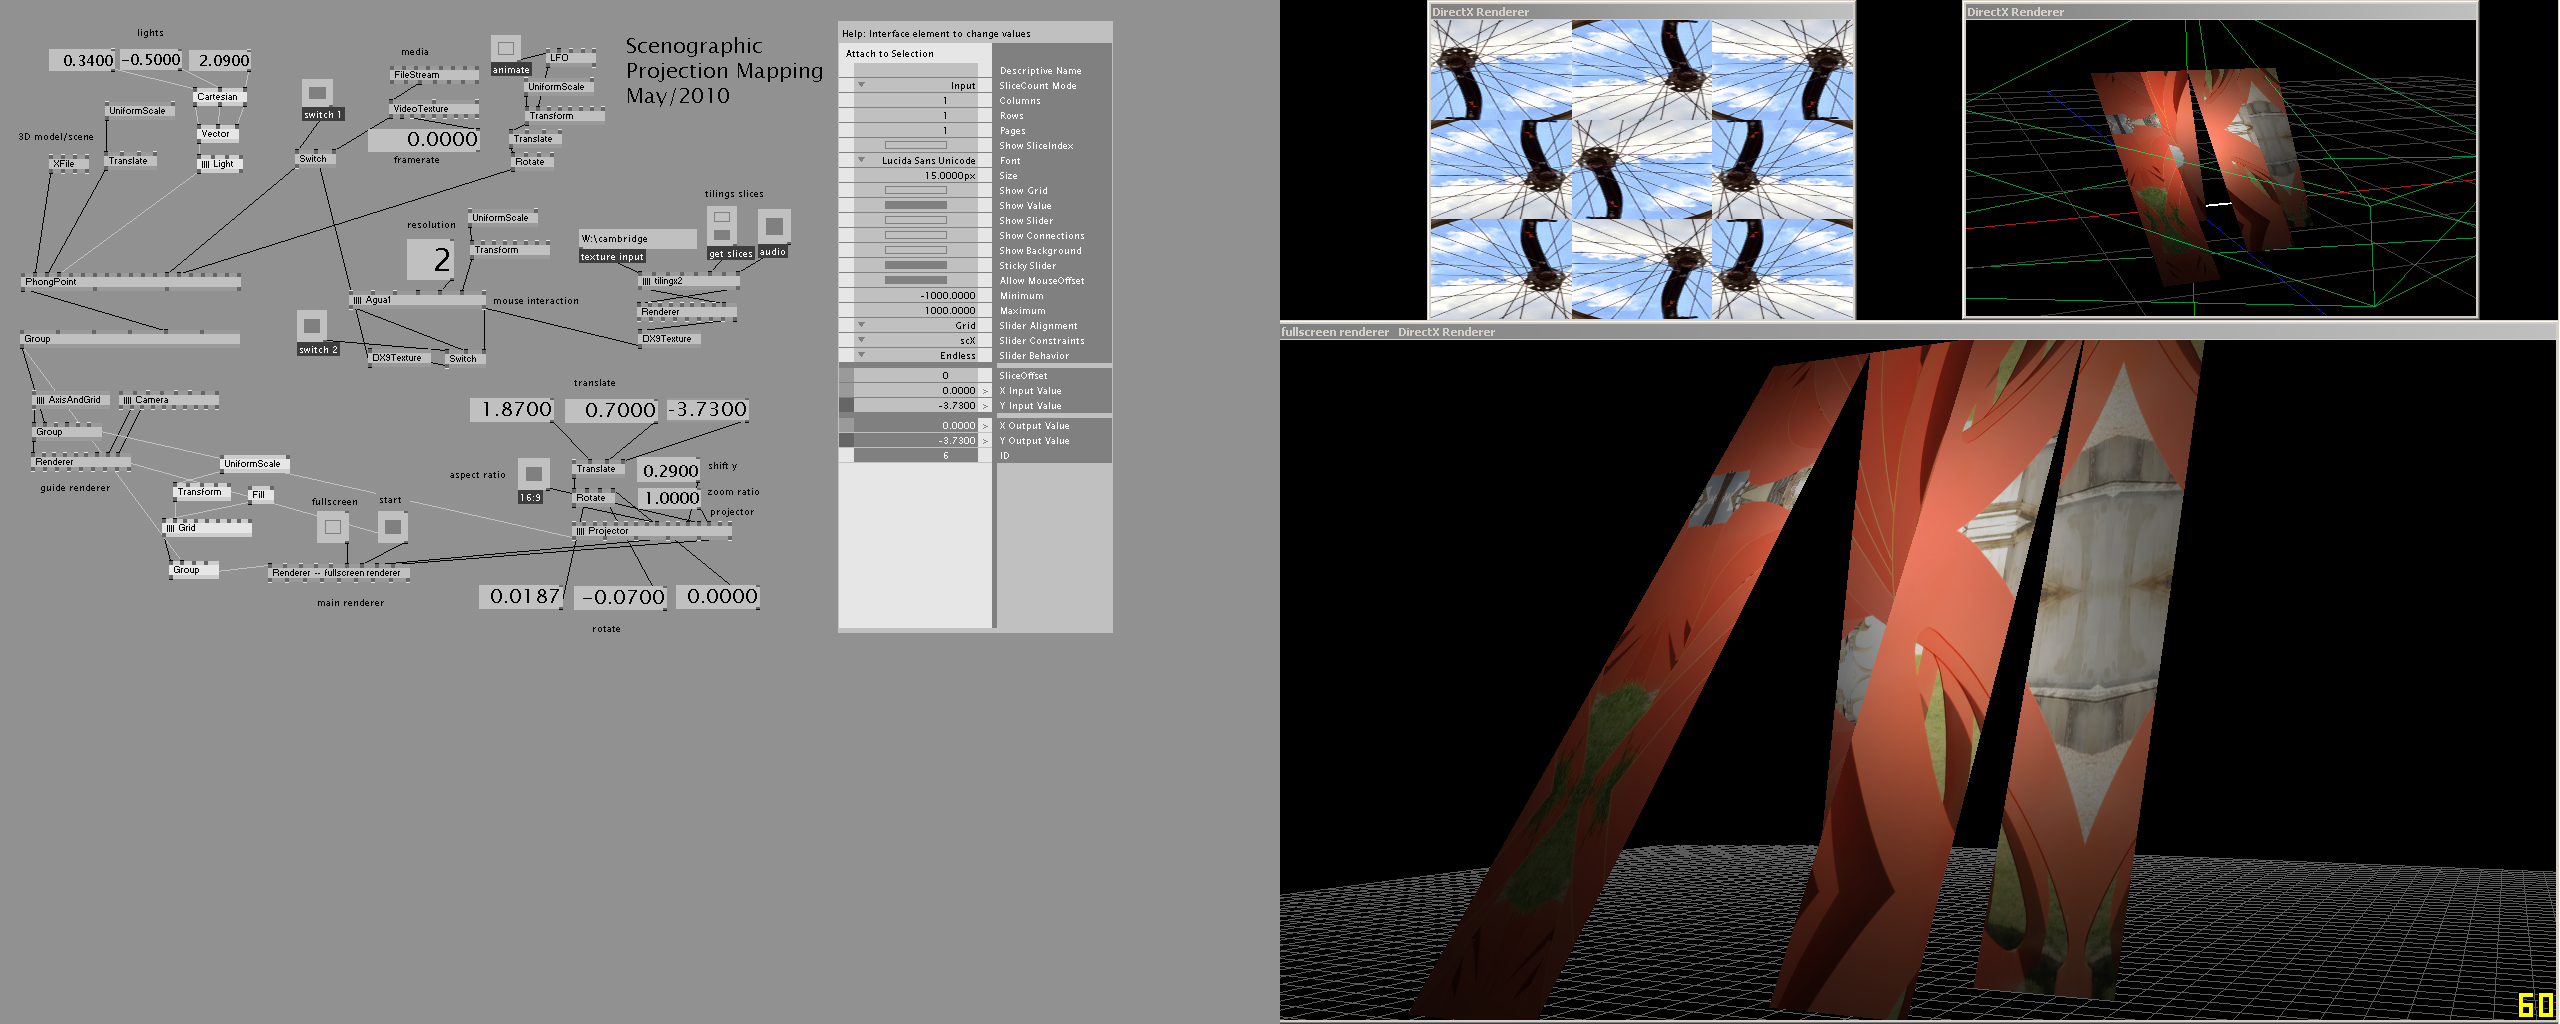 lights
0.3400 -0.5000 2.0900
Cartesian
UniformScale
3D model/scene
Vector
XFile
Translate
Light
switch 1
Switch
media
FileStream
VideoTexture
0.0000
framerate
animate
LFO
UniformScale
Transform
Translate
Rotate
Scenographic
Projection Mapping
May/2010
tilings slices
resolution
UniformScale
Transform
2
W:\cambridge
texture input
get slices
audio
PhongPoint
Agua1
mouse interaction
tilingx2
Renderer
DX9Texture
switch 2
DX9Texture
Switch
Group
AxisAndGrid
Camera
Group
Renderer
guide renderer
UniformScale
Transform
Fill
Grid
Group
fullscreen
start
Renderer -- fullscreen renderer
main renderer
translate
1.8700 0.7000 -3.7300
aspect ratio
16:9
Translate
0.2900
shift y
Rotate
1.0000
zoom ratio
projector
Projector
0.0187 -0.0700 0.0000
rotate
Help: Interface element to change values
Attach to Selection
Descriptive Name
Input SliceCount Mode
1 Columns
1 Rows
1 Pages
Show SliceIndex
Lucida Sans Unicode Font
15.0000px Size
Show Grid
Show Value
Show Slider
Show Connections
Show Background
Sticky Slider
Allow MouseOffset
-1000.0000 Minimum
1000.0000 Maximum
Grid Slider Alignment
scX Slider Constraints
Endless Slider Behavior
0 SliceOffset
0.0000 > X Input Value
-3.7300 > Y Input Value
0.0000 > X Output Value
-3.7300 > Y Output Value
6 ID
DirectX Renderer
DirectX Renderer
fullscreen renderer DirectX Renderer
60